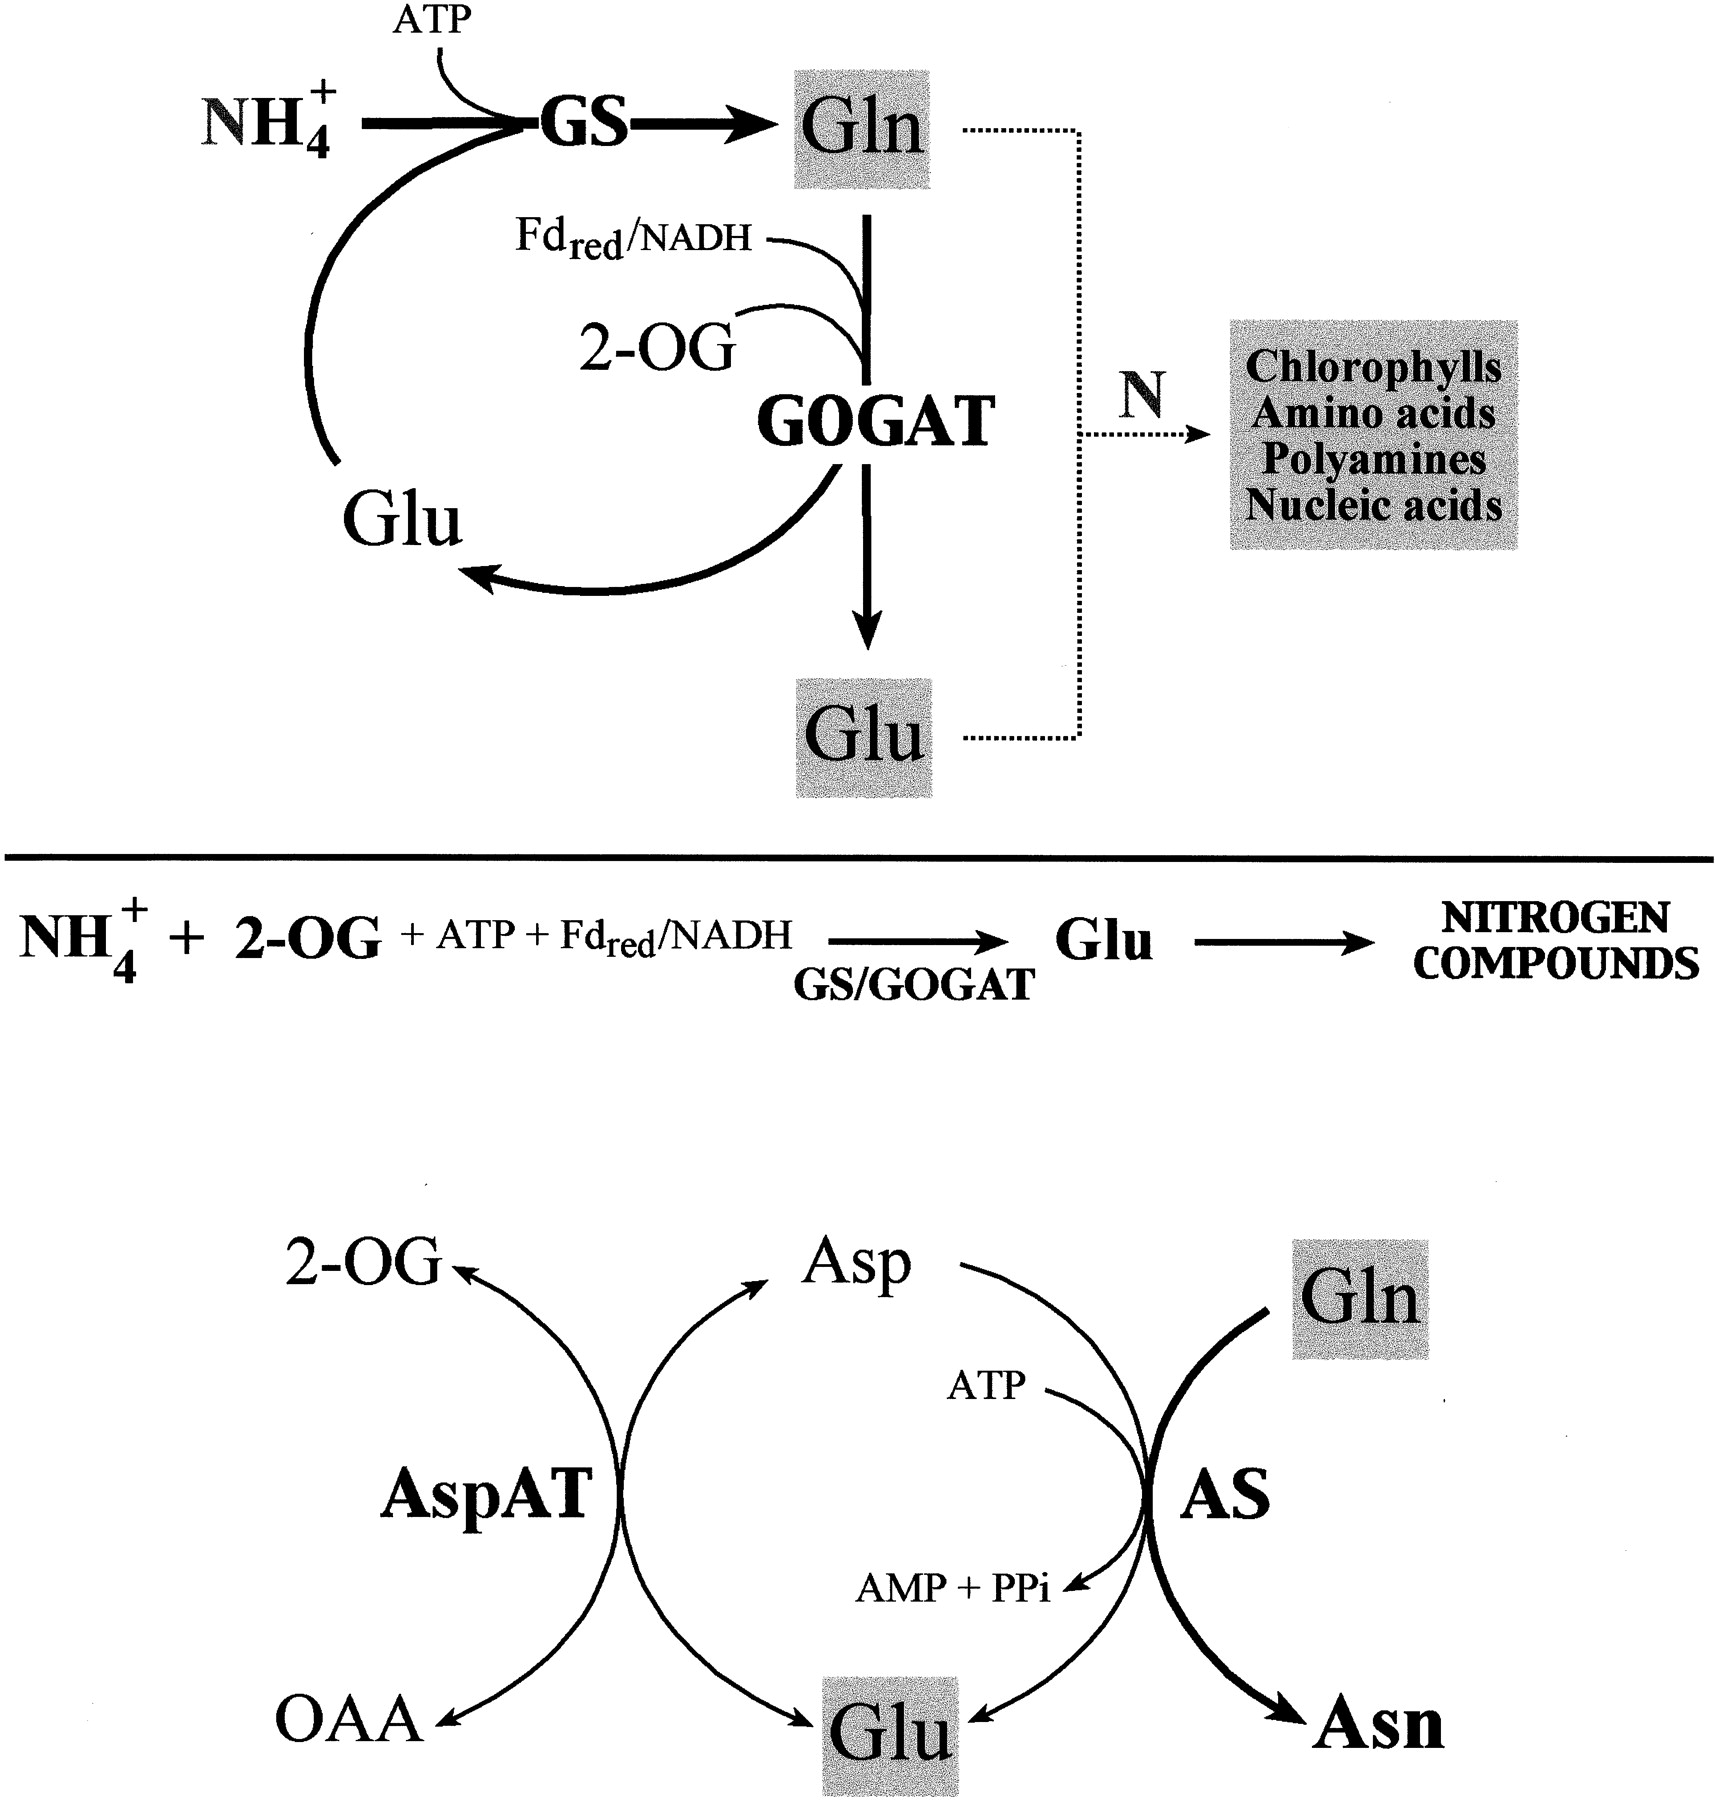 ATP
NH4+ GS Gln
Fdred/NADH
2-OG
GOGAT
N
Chlorophylls
Amino acids
Polyamines
Nucleic acids
Glu
Glu
NH4+ + 2-OG + ATP + Fdred/NADH GS/GOGAT Glu NITROGEN COMPOUNDS
2-OG Asp Gln
ATP
AspAT AS
AMP + PPi
OAA Glu Asn